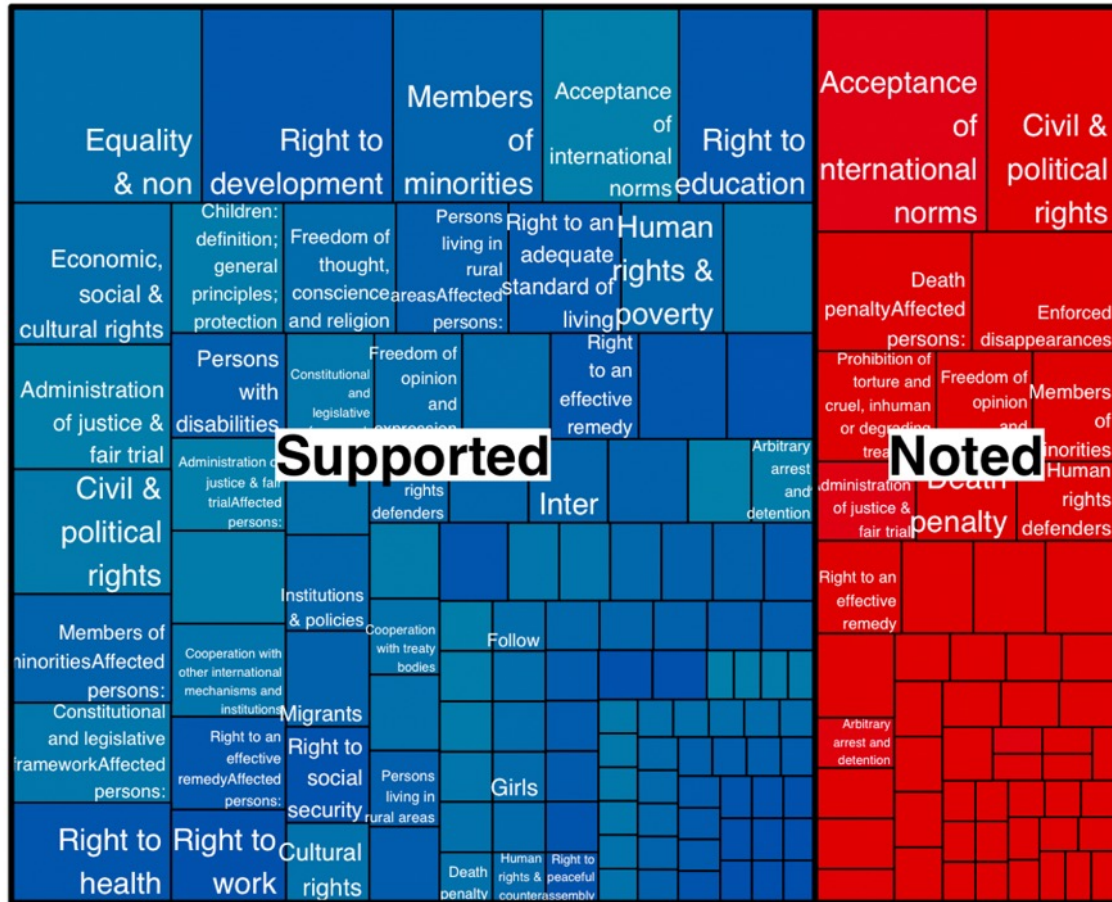 Equality
& non
Right to
development
Members
of
minorities
Acceptance
of
international
norms
Right to
education
Economic,
social &
cultural rights
Children:
definition;
general
principles;
protection
Freedom of
thought,
conscience
and religion
Persons
living in
rural
areasAffected
persons:
Right to an
adequate
standard of
living
Human
rights &
poverty
Administration
of justice &
fair trial
Persons
with
disabilities
Constitutional
and
legislative
Freedom of
opinion
and
expression
Right
to an
effective
remedy
Supported
Administration of
justice & fair
trialAffected
persons:
rights
defenders
Inter
Arbitrary
arrest
and
detention
Civil &
political
rights
Institutions
& policies
Members of
minoritiesAffected
persons:
Cooperation with
other international
mechanisms and
institutions
Cooperation
with treaty
bodies
Follow
Migrants
Constitutional
and legislative
frameworkAffected
persons:
Right to an
effective
remedyAffected
persons:
Right to
social
security
Persons
living in
rural areas
Girls
Right to
health
Right to
work
Cultural
rights
Death
penalty
Human
rights &
counter
Right to
peaceful
assembly
Acceptance
of
international
norms
Civil &
political
rights
Death
penaltyAffected
persons:
Enforced
disappearances
Prohibition of
torture and
cruel, inhuman
or degrading
Freedom of
opinion
and
Members
of
minorities
Noted
Administration
of justice &
fair trial
Death
penalty
Human
rights
defenders
Right to an
effective
remedy
Arbitrary
arrest and
detention